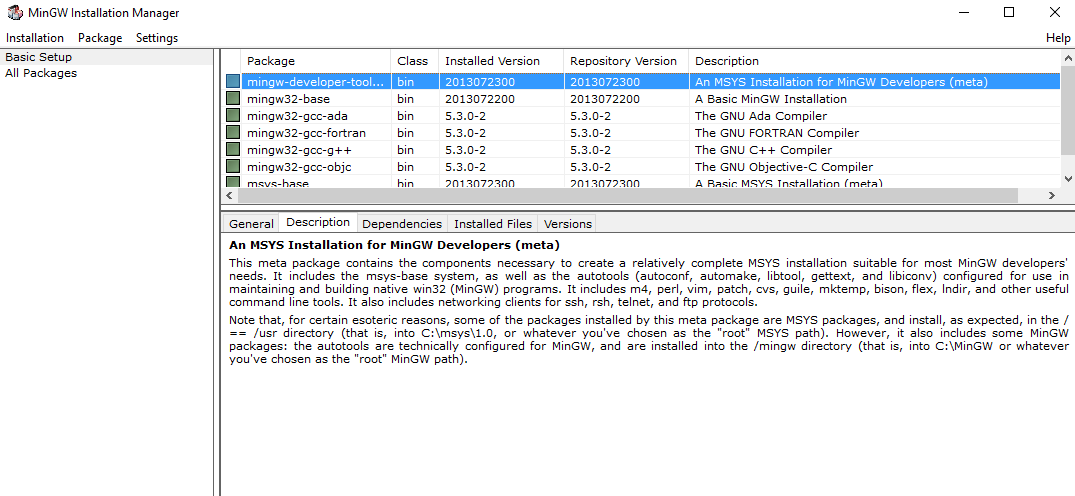 MinGW Installation Manager
Installation Package Settings Help
Basic Setup
All Packages
Package Class Installed Version Repository Version Description
mingw-developer-tool... bin 2013072300 2013072300 An MSYS Installation for MinGW Developers (meta)
mingw32-base bin 2013072200 2013072200 A Basic MinGW Installation
mingw32-gcc-ada bin 5.3.0-2 5.3.0-2 The GNU Ada Compiler
mingw32-gcc-fortran bin 5.3.0-2 5.3.0-2 The GNU FORTRAN Compiler
mingw32-gcc-g++ bin 5.3.0-2 5.3.0-2 The GNU C++ Compiler
mingw32-gcc-objc bin 5.3.0-2 5.3.0-2 The GNU Objective-C Compiler
msys-base bin 2013072300 2013072300 A Basic MSYS Installation (meta)
General Description Dependencies Installed Files Versions
An MSYS Installation for MinGW Developers (meta)
This meta package contains the components necessary to create a relatively complete MSYS installation suitable for most MinGW developers'
needs. It includes the msys-base system, as well as the autotools (autoconf, automake, libtool, gettext, and libiconv) configured for use in
maintaining and building native win32 (MinGW) programs. It includes m4, perl, vim, patch, cvs, guile, mktemp, bison, flex, lndir, and other useful
command line tools. It also includes networking clients for ssh, rsh, telnet, and ftp protocols.
Note that, for certain esoteric reasons, some of the packages installed by this meta package are MSYS packages, and install, as expected, in the /
== /usr directory (that is, into C:\msys\1.0, or whatever you've chosen as the "root" MSYS path). However, it also includes some MinGW
packages: the autotools are technically configured for MinGW, and are installed into the /mingw directory (that is, into C:\MinGW or whatever
you've chosen as the "root" MinGW path).